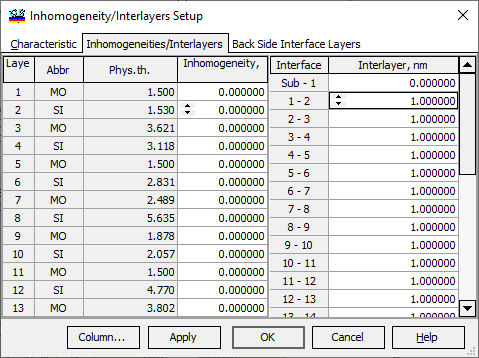 Inhomogeneity/Interlayers Setup
Characteristic Inhomogeneities/Interlayers Back Side Interface Layers
Laye Abbr Phys.th. Inhomogeneity, Interface Interlayer, nm
Sub - 1 0.000000
1 MO 1.500 0.000000 1 - 2 1.000000
2 SI 1.530 0.000000 2 - 3 1.000000
3 MO 3.621 0.000000 3 - 4 1.000000
4 SI 3.118 0.000000 4 - 5 1.000000
5 MO 1.500 0.000000 5 - 6 1.000000
6 SI 2.831 0.000000 6 - 7 1.000000
7 MO 2.489 0.000000 7 - 8 1.000000
8 SI 5.635 0.000000 8 - 9 1.000000
9 MO 1.878 0.000000 9 - 10 1.000000
10 SI 2.057 0.000000 10 - 11 1.000000
11 MO 1.500 0.000000 11 - 12 1.000000
12 SI 4.770 0.000000 12 - 13 1.000000
13 MO 3.802 0.000000 13 - 14 1.000000
Column... Apply OK Cancel Help